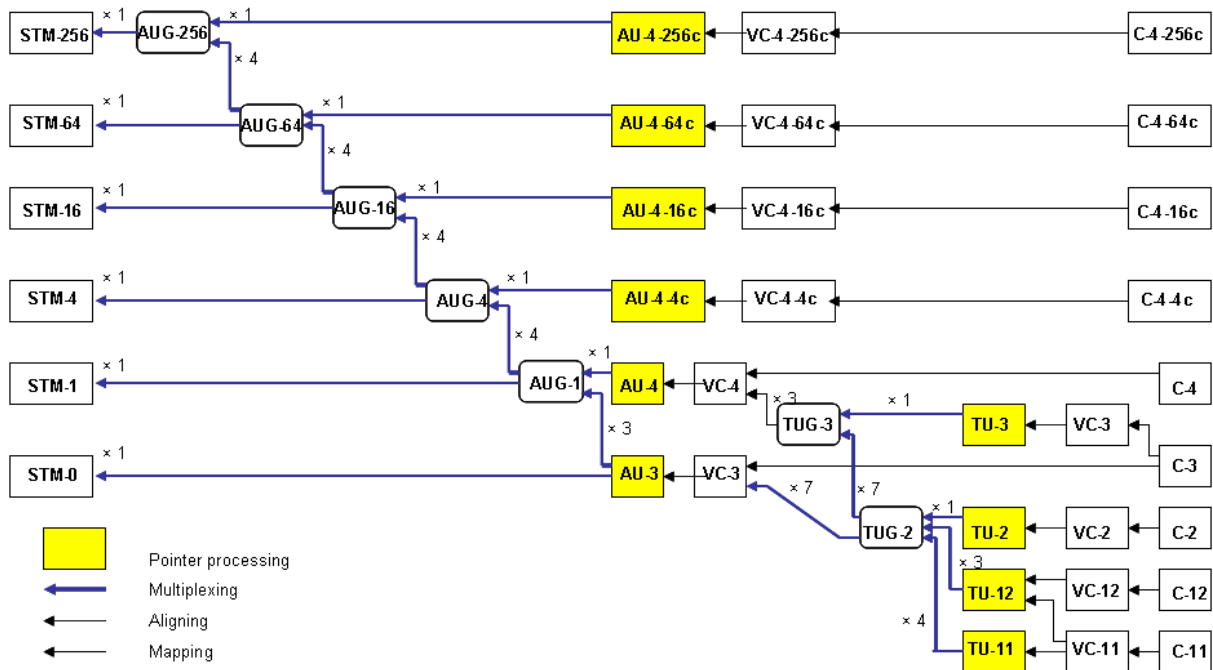 × 1
× 1
STM-256
AUG-256
AU-4-256c
VC-4-256c
C-4-256c
× 4
× 1
× 1
STM-64
AUG-64
AU-4-64c
VC-4-64c
C-4-64c
× 4
× 1
× 1
STM-16
AUG-16
AU-4-16c
VC-4-16c
C-4-16c
× 4
× 1
× 1
STM-4
AUG-4
AU-4-4c
VC-4-4c
C-4-4c
× 4
× 1
× 1
STM-1
AUG-1
AU-4
VC-4
C-4
× 3
× 1
TUG-3
TU-3
VC-3
× 3
× 1
STM-0
AU-3
VC-3
C-3
× 7
× 7
× 1
TUG-2
TU-2
VC-2
C-2
Pointer processing
× 3
Multiplexing
TU-12
VC-12
C-12
Aligning
× 4
Mapping
TU-11
VC-11
C-11